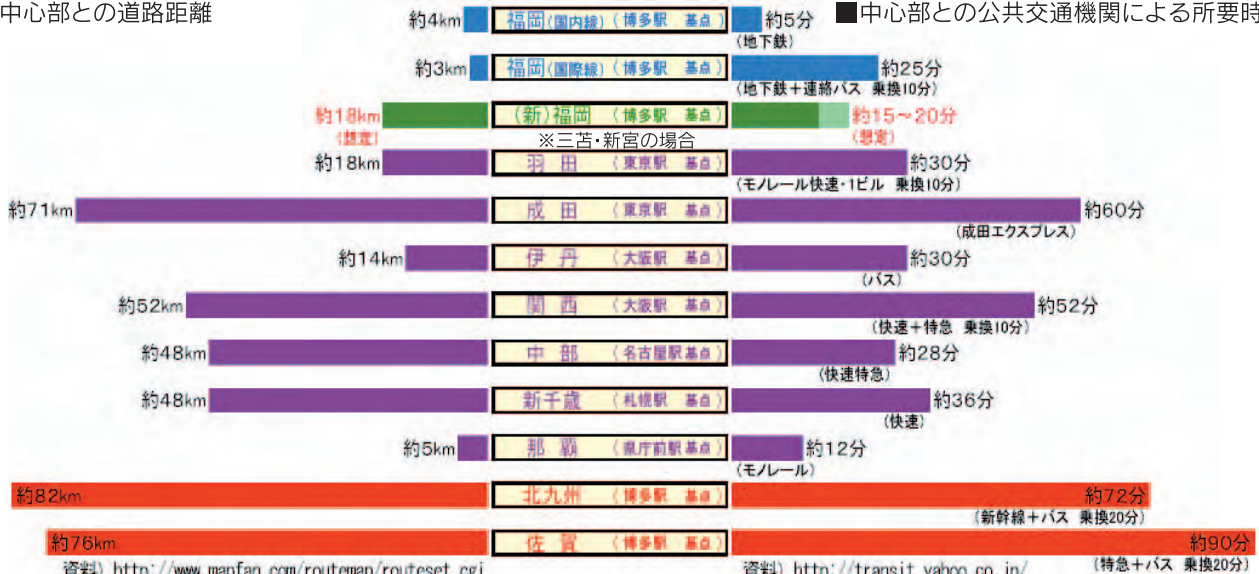 中心部との道路距離
■中心部との公共交通機関による所要時
約4km 福岡(国内線)(博多駅 基点) 約5分
(地下鉄)
約3km 福岡(国際線)(博多駅 基点) 約25分
(地下鉄+連絡バス 乗換10分)
約18km (新)福岡 (博多駅 基点) 約15~20分
(想定) ※三苫・新宮の場合 (想定)
約18km 羽田 (東京駅 基点) 約30分
(モノレール快速・1ビル 乗換10分)
約71km 成田 (東京駅 基点) 約60分
(成田エクスプレス)
約14km 伊丹 (大阪駅 基点) 約30分
(バス)
約52km 関西 (大阪駅 基点) 約52分
(快速+特急 乗換10分)
約48km 中部 (名古屋駅基点) 約28分
(快速特急)
約48km 新千歳 (札幌駅 基点) 約36分
(快速)
約5km 那覇 (県庁前駅基点) 約12分
(モノレール)
約82km 北九州 (博多駅 基点) 約72分
(新幹線+バス 乗換20分)
約76km 佐賀 (博多駅 基点) 約90分
(特急+バス 乗換20分)
資料) http://www.mapfan.com/routemap/routeset.cgi
資料) http://transit.yahoo.co.jp/